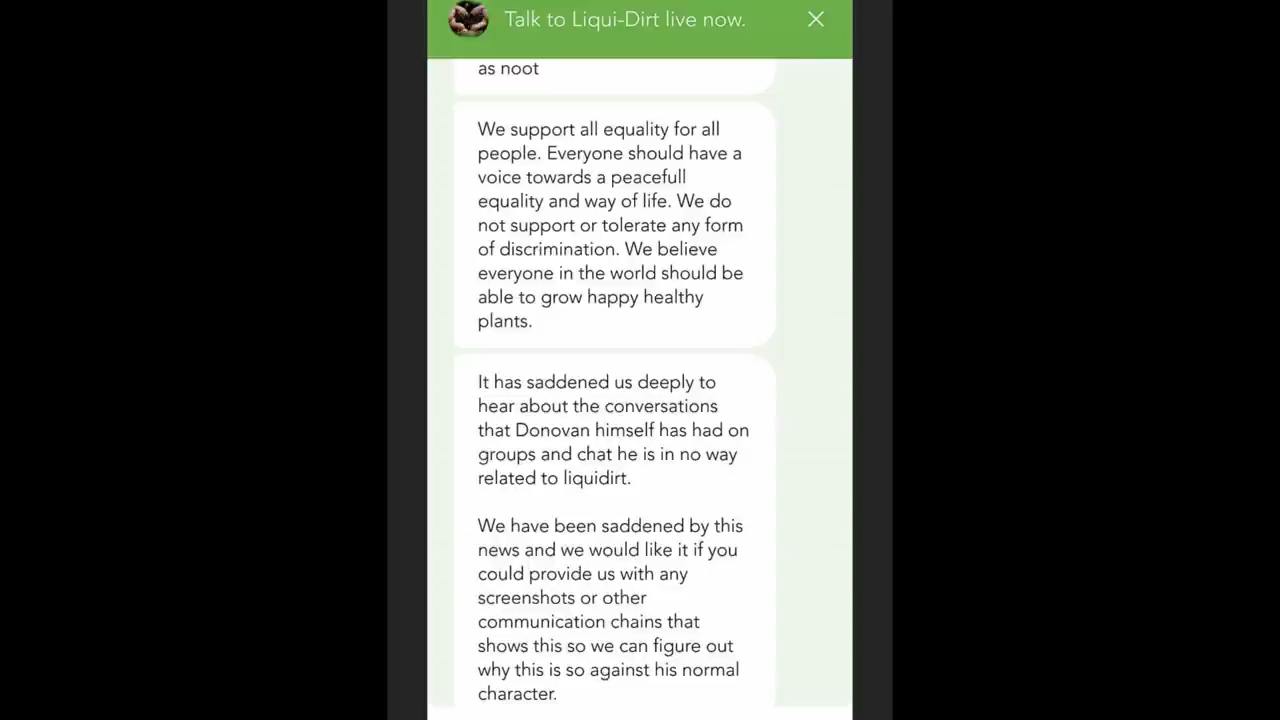 Talk to Liqui-Dirt live now.
as noot
We support all equality for all
people. Everyone should have a
voice towards a peacefull
equality and way of life. We do
not support or tolerate any form
of discrimination. We believe
everyone in the world should be
able to grow happy healthy
plants.
It has saddened us deeply to
hear about the conversations
that Donovan himself has had on
groups and chat he is in no way
related to liquidirt.
We have been saddened by this
news and we would like it if you
could provide us with any
screenshots or other
communication chains that
shows this so we can figure out
why this is so against his normal
character.